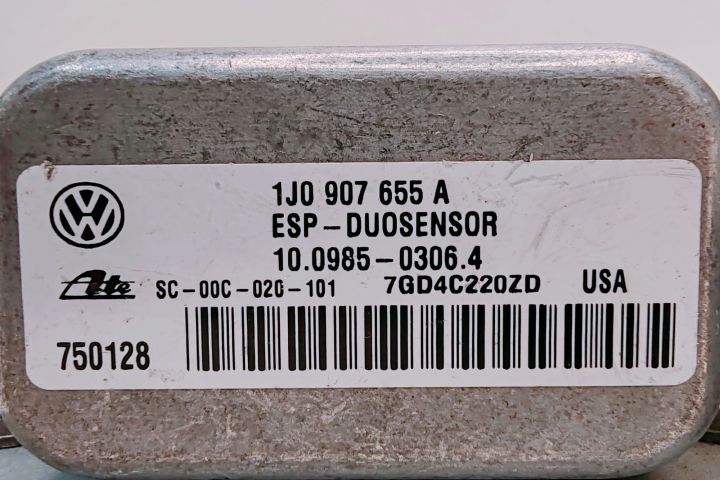 1J0 907 655 A
ESP-DUOSENSOR
10.0985-0306.4
Ate SC-00C-020-101 7GD4C220ZD USA
750128